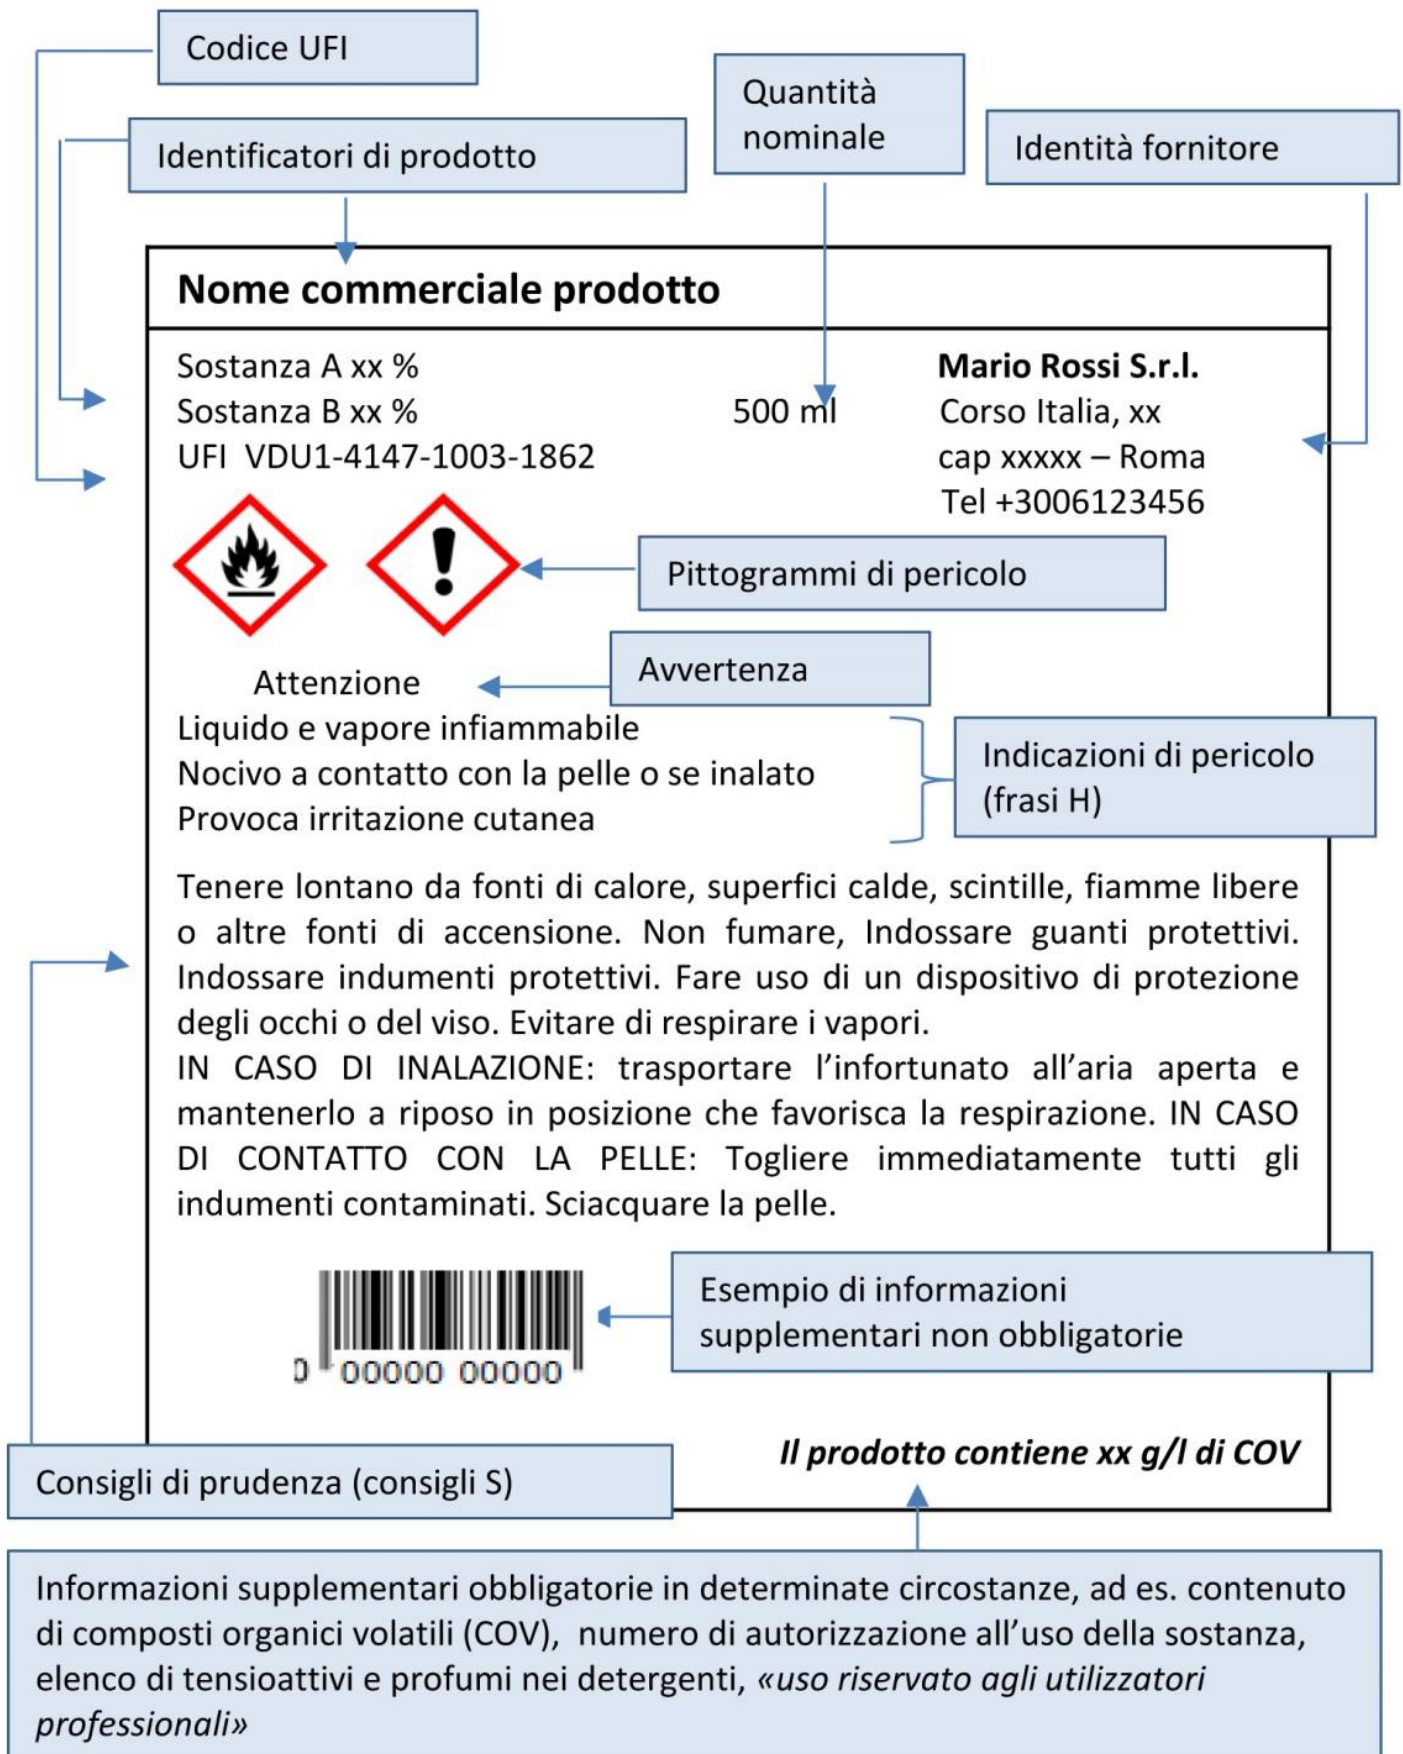 Codice UFI
Quantità
nominale
Identificatori di prodotto
Identità fornitore
Nome commerciale prodotto
Sostanza A xx %
Sostanza B xx %
UFI VDU1-4147-1003-1862
500 ml
Mario Rossi S.r.l.
Corso Italia, xx
cap xxxxx – Roma
Tel +3006123456
Pittogrammi di pericolo
Avvertenza
Attenzione
Liquido e vapore infiammabile
Nocivo a contatto con la pelle o se inalato
Provoca irritazione cutanea
Indicazioni di pericolo
(frasi H)
Tenere lontano da fonti di calore, superfici calde, scintille, fiamme libere
o altre fonti di accensione. Non fumare, Indossare guanti protettivi.
Indossare indumenti protettivi. Fare uso di un dispositivo di protezione
degli occhi o del viso. Evitare di respirare i vapori.
IN CASO DI INALAZIONE: trasportare l’infortunato all’aria aperta e
mantenerlo a riposo in posizione che favorisca la respirazione. IN CASO
DI CONTATTO CON LA PELLE: Togliere immediatamente tutti gli
indumenti contaminati. Sciacquare la pelle.
Esempio di informazioni
supplementari non obbligatorie
0 00000 00000
Il prodotto contiene xx g/l di COV
Consigli di prudenza (consigli S)
Informazioni supplementari obbligatorie in determinate circostanze, ad es. contenuto
di composti organici volatili (COV), numero di autorizzazione all’uso della sostanza,
elenco di tensioattivi e profumi nei detergenti, «uso riservato agli utilizzatori
professionali»